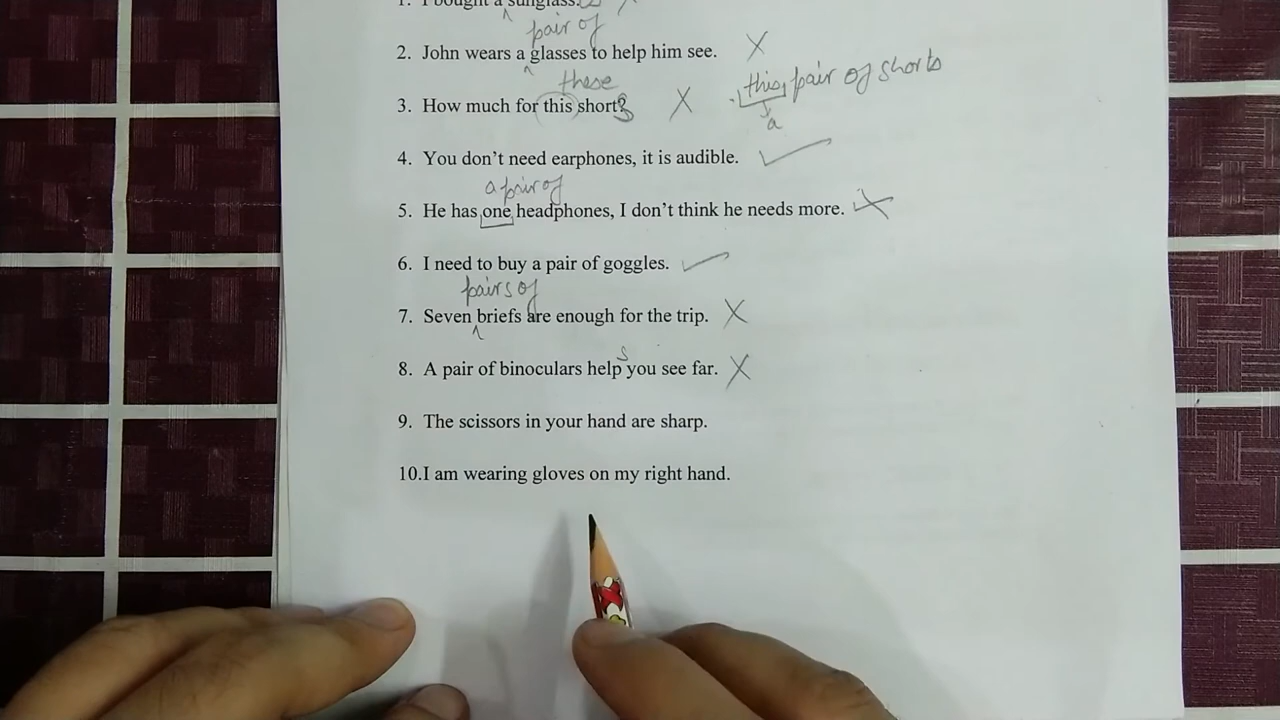 1. I bought a sunglass.
pair of
2. John wears a glasses to help him see. X
these
this pair of shorts
3. How much for this short? X
a
4. You don't need earphones, it is audible. ✓
a pair of
5. He has one headphones, I don't think he needs more. X
6. I need to buy a pair of goggles. ✓
pairs of
7. Seven briefs are enough for the trip. X
s
8. A pair of binoculars help you see far. X
9. The scissors in your hand are sharp.
10.I am wearing gloves on my right hand.